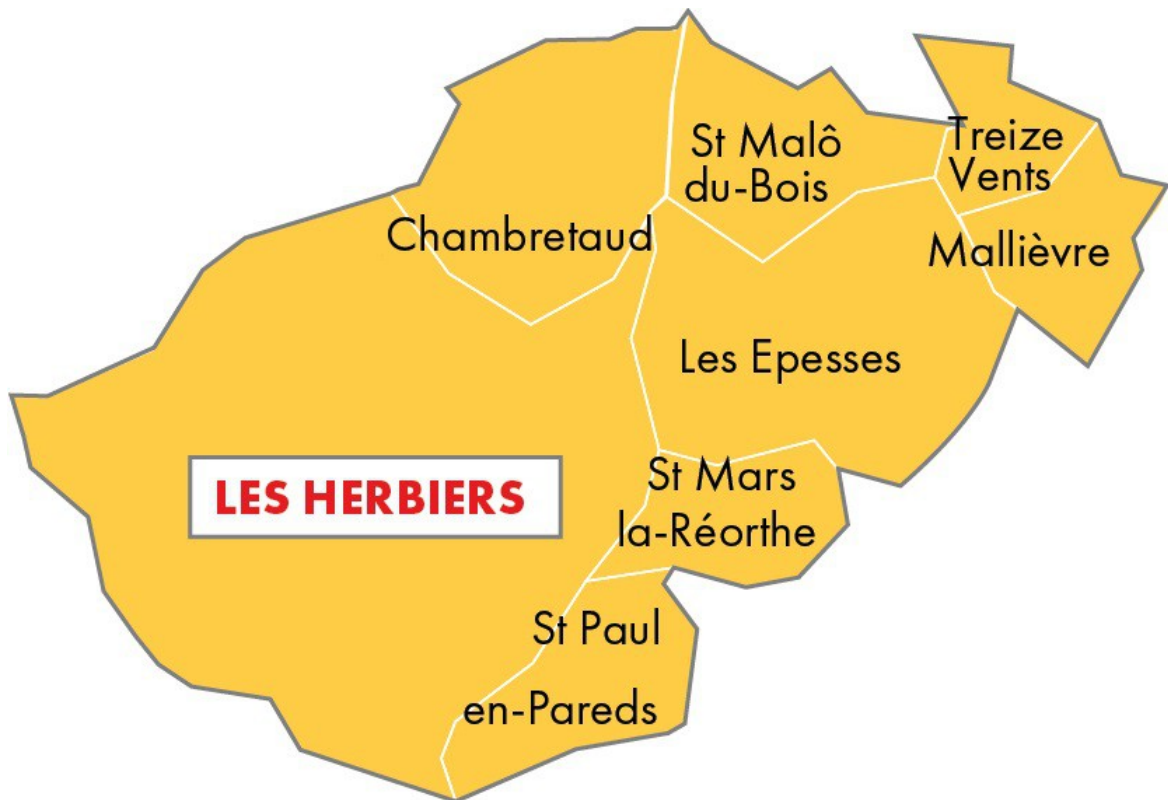 St Malô
du-Bois
Treize
Vents
Chambretaud
Mallièvre
Les Epesses
LES HERBIERS
St Mars
la-Réorthe
St Paul
en-Pareds